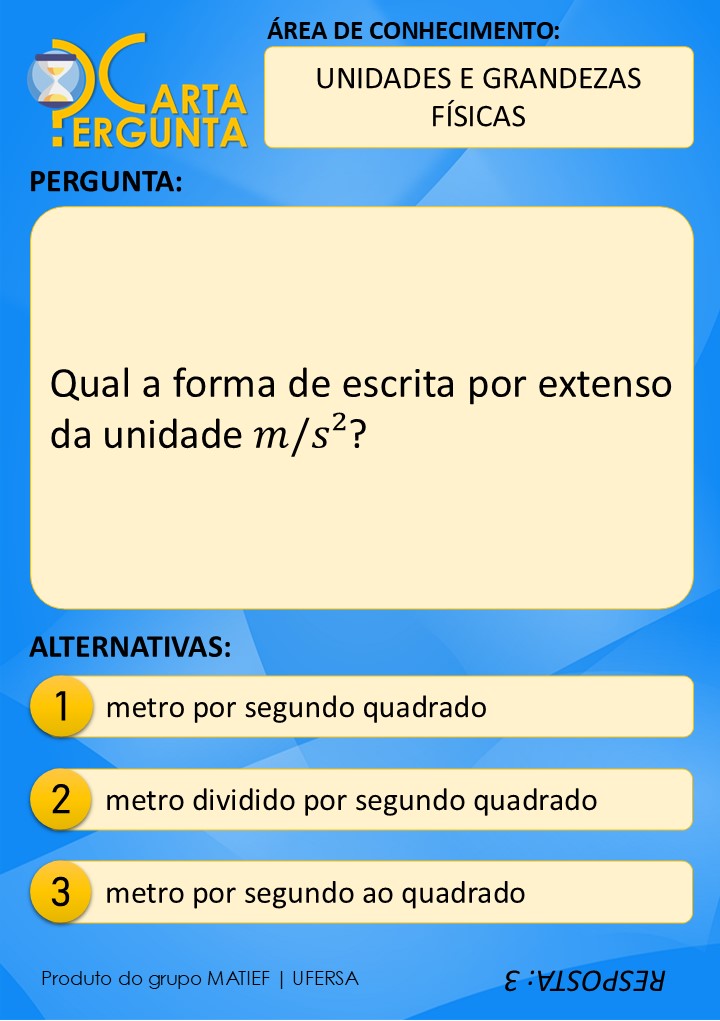 ÁREA DE CONHECIMENTO:
CARTA
PERGUNTA
UNIDADES E GRANDEZAS
FÍSICAS
PERGUNTA:
Qual a forma de escrita por extenso
da unidade m/s²?
ALTERNATIVAS:
1 metro por segundo quadrado
2 metro dividido por segundo quadrado
3 metro por segundo ao quadrado
Produto do grupo MATIEF | UFERSA
RESPOSTA: 3